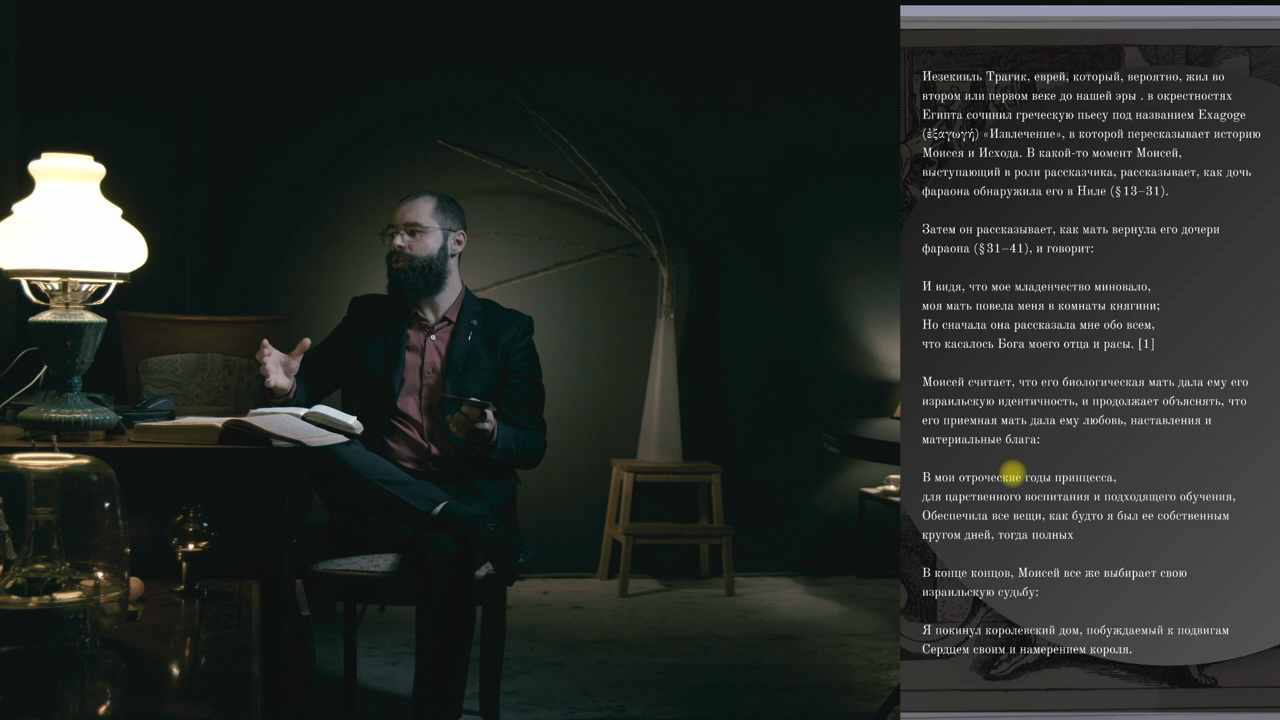 Иезекииль Трагик, еврей, который, вероятно, жил во
втором или первом веке до нашей эры . в окрестностях
Египта сочинил греческую пьесу под названием Exagoge
(ἐξαγωγή) «Извлечение», в которой пересказывает историю
Моисея и Исхода. В какой-то момент Моисей,
выступающий в роли рассказчика, рассказывает, как дочь
фараона обнаружила его в Ниле (§13–31).
Затем он рассказывает, как мать вернула его дочери
фараона (§31–41), и говорит:
И видя, что мое младенчество миновало,
моя мать повела меня в комнаты княгини;
Но сначала она рассказала мне обо всем,
что касалось Бога моего отца и расы. [1]
Моисей считает, что его биологическая мать дала ему его
израильскую идентичность, и продолжает объяснять, что
его приемная мать дала ему любовь, наставления и
материальные блага:
В мои отроческие годы принцесса,
для царственного воспитания и подходящего обучения,
Обеспечила все вещи, как будто я был ее собственным
кругом дней, тогда полных
В конце концов, Моисей все же выбирает свою
израильскую судьбу:
Я покинул королевский дом, побуждаемый к подвигам
Сердцем своим и намерением короля.